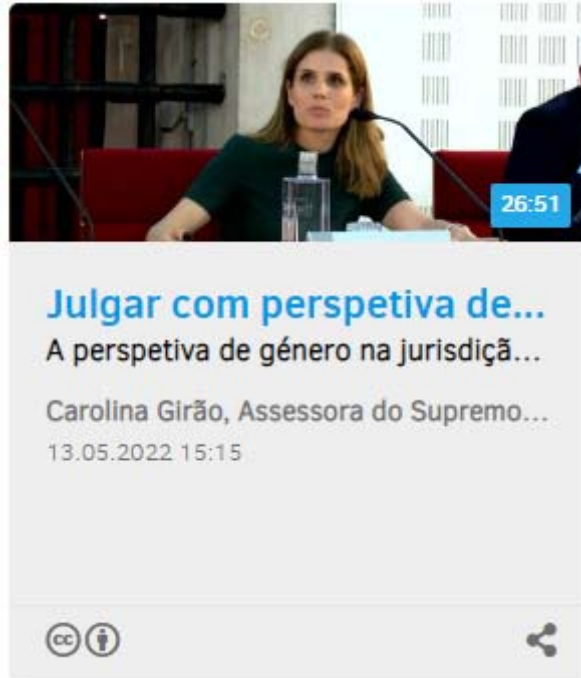 26:51
Julgar com perspetiva de...
A perspetiva de género na jurisdiçã...
Carolina Girão, Assessora do Supremo...
13.05.2022 15:15
cc